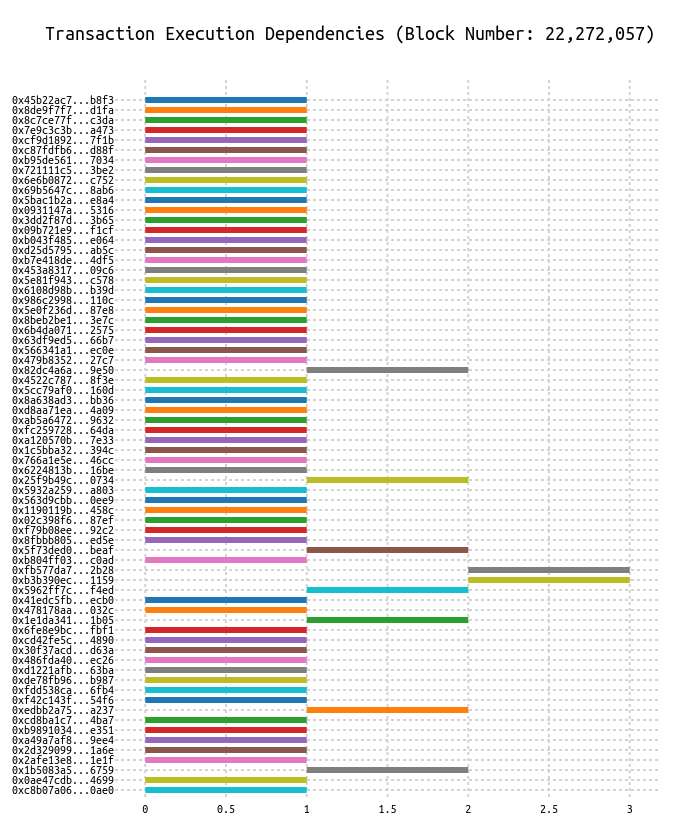 Transaction Execution Dependencies (Block Number: 22,272,057)
0x45b22ac7...b8f3
0x8de9f7f7...d1fa
0x8c7ce77f...c3da
0x7e9c3c3b...a473
0xcf9d1892...7f1b
0xc87fdfb6...d88f
0xb95de561...7034
0x721111c5...3be2
0x6e6b0872...c752
0x69b5647c...8ab6
0x5bac1b2a...e8a4
0x0931147a...5316
0x3dd2f87d...3b65
0x09b721e9...f1cf
0xb043f485...e064
0xd25d5795...ab5c
0xb7e418de...4df5
0x453a8317...09c6
0x5e81f943...c578
0x6108d98b...b39d
0x986c2998...110c
0x5e0f236d...87e8
0x8beb2be1...3e7c
0x6b4da071...2575
0x63df9ed5...66b7
0x566341a1...ec0e
0x479b8352...27c7
0x82dc4a6a...9e50
0x4522c787...8f3e
0x5cc79af0...160d
0x8a638ad3...bb36
0xd8aa71ea...4a09
0xab5a6472...9632
0xfc259728...64da
0xa120570b...7e33
0x1c5bba32...394c
0x766a1e5e...46cc
0x6224813b...16be
0x25f9b49c...0734
0x5932a259...a803
0x563d9cbb...0ee9
0x1190119b...458c
0x02c398f6...87ef
0xf79b08ee...92c2
0x8fbbb805...ed5e
0x5f73ded0...beaf
0xb804ff03...c0ad
0xfb577da7...2b28
0xb3b390ec...1159
0x5962ff7c...f4ed
0x41edc5fb...ecb0
0x478178aa...032c
0x1e1da341...1b05
0x6fe8e9bc...fbf1
0xcd42fe5c...4890
0x30f37acd...d63a
0x486fda40...ec26
0xd1221afb...63ba
0xde78fb96...b987
0xfdd538ca...6fb4
0xf42c143f...54f6
0xedbb2a75...a237
0xcd8ba1c7...4ba7
0xb9891034...e351
0xa49a7af8...9ee4
0x2d329099...1a6e
0x2afe13e8...1e1f
0x1b5083a5...6759
0x0ae47cdb...4699
0xc8b07a06...0ae0
0 0.5 1 1.5 2 2.5 3